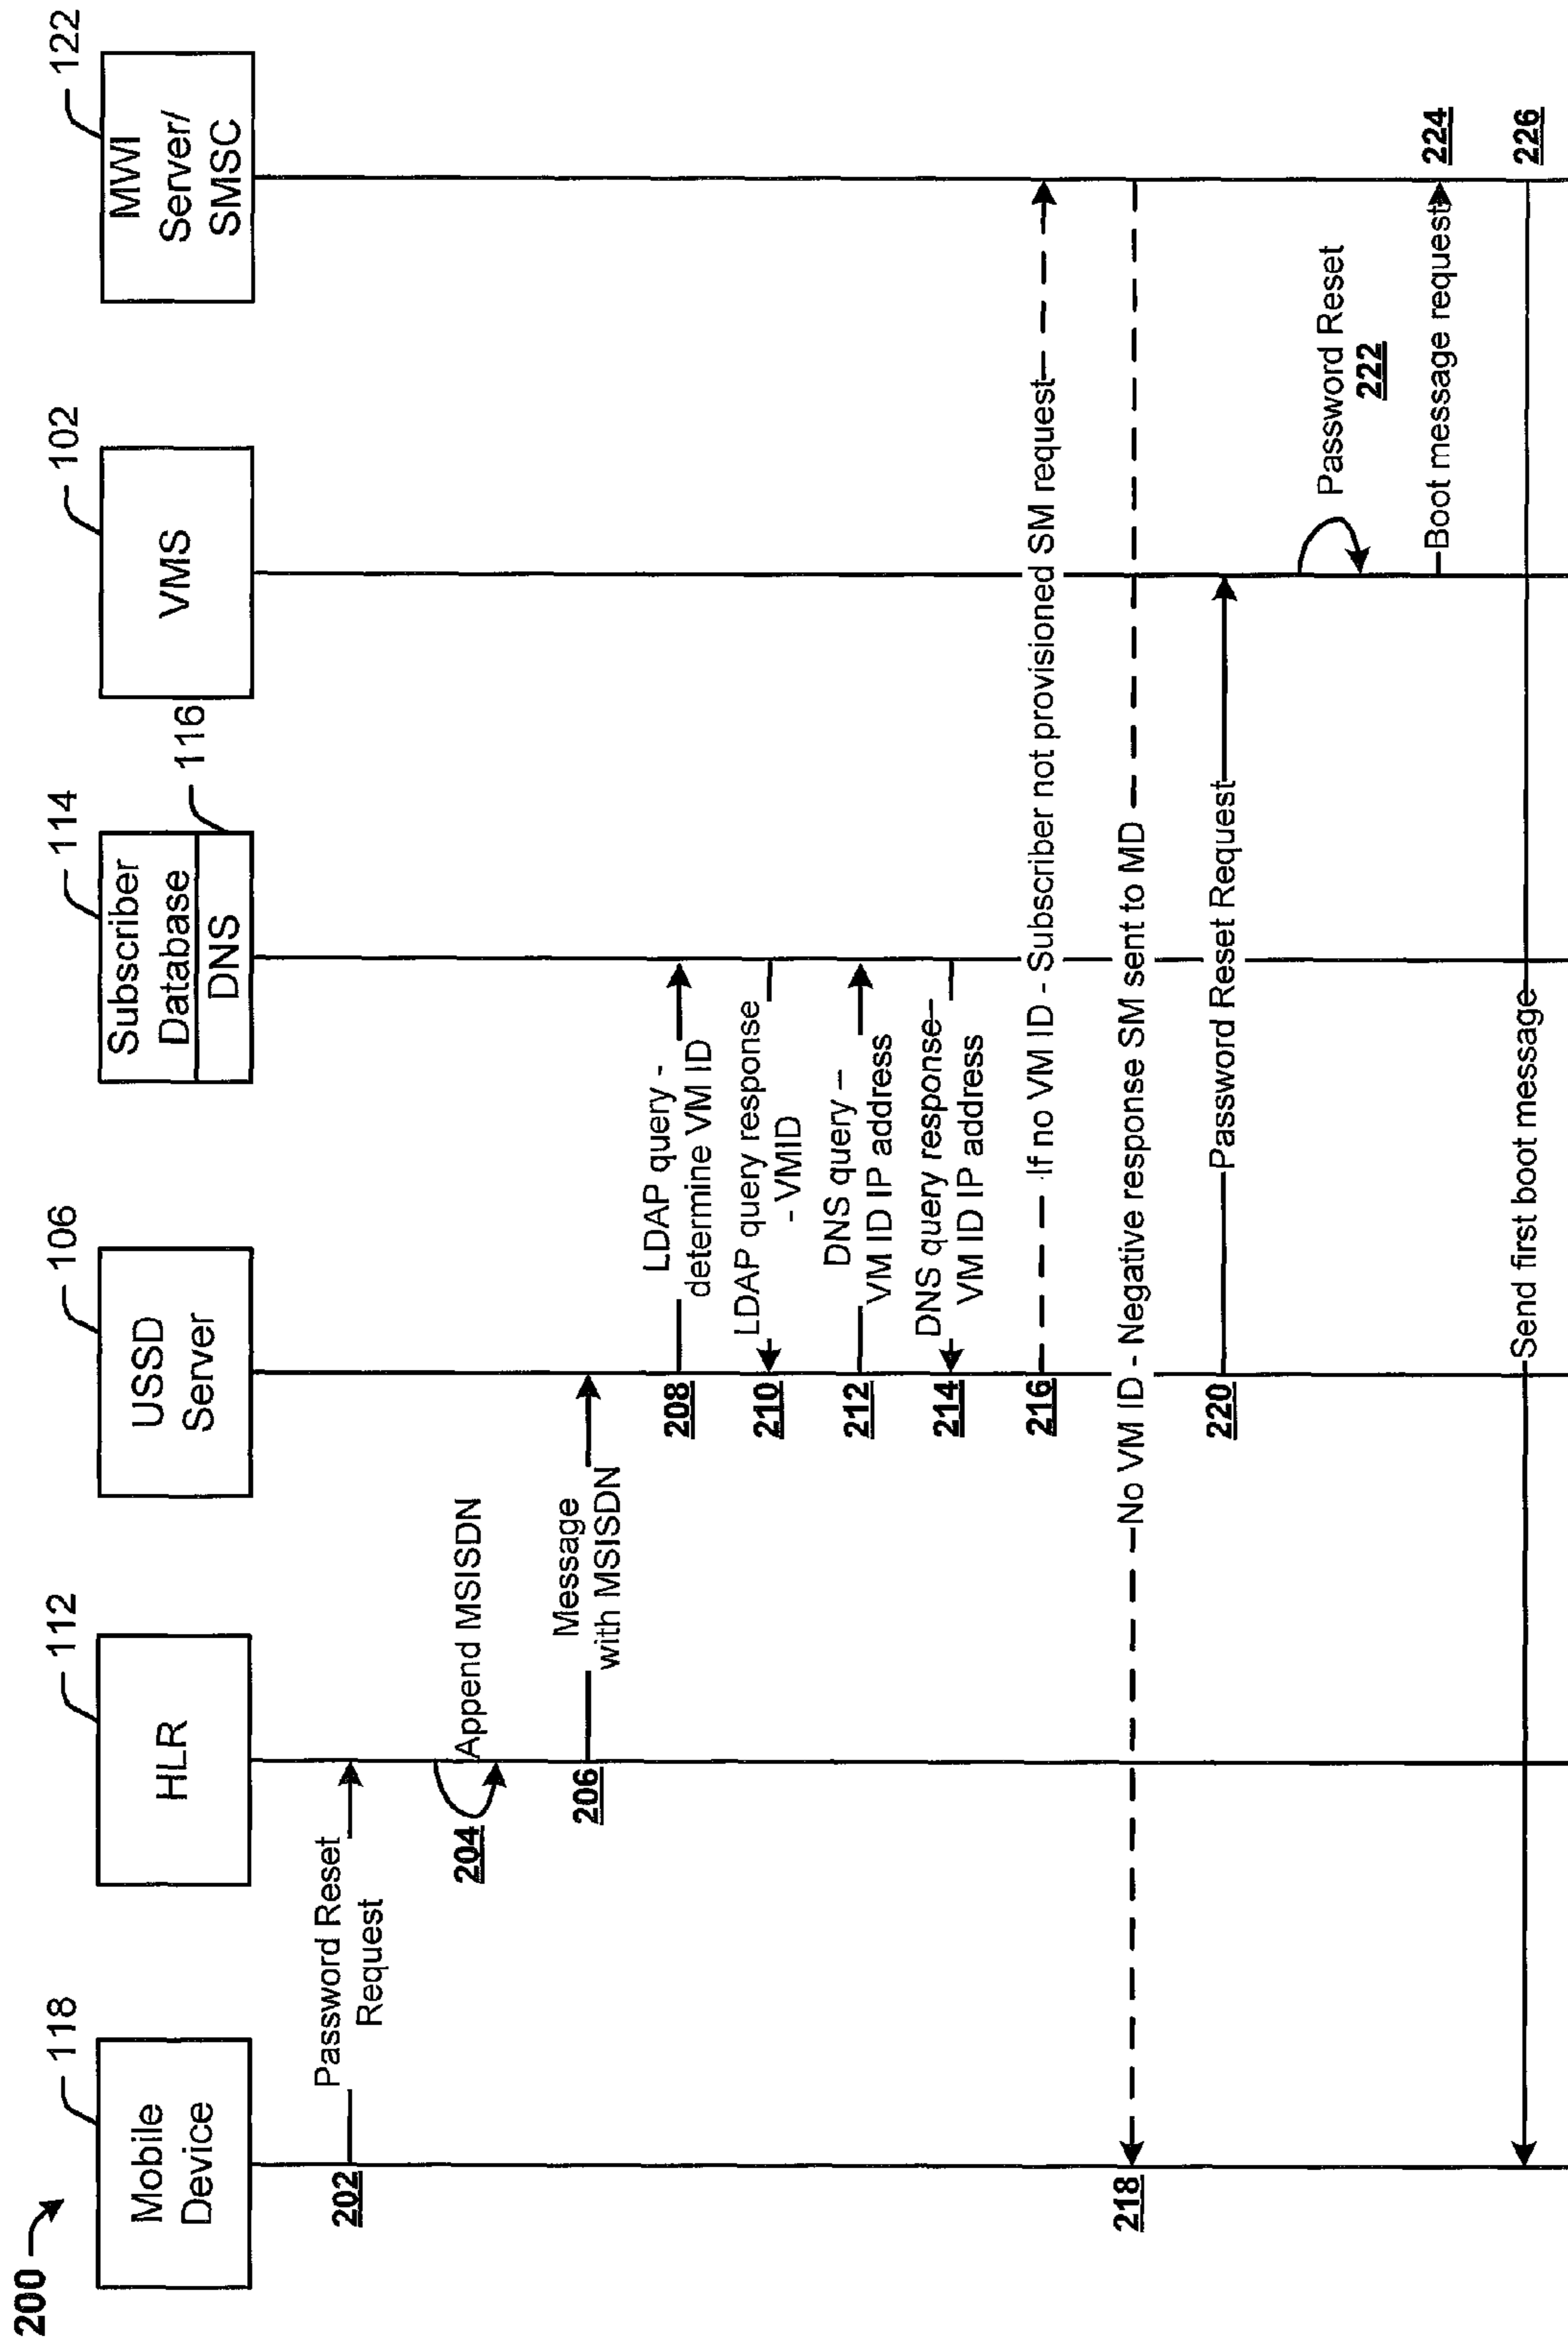 200
118
112
106
114
116
102
122
Mobile
Device
HLR
USSD
Server
Subscriber
Database
DNS
VMS
MWI
Server/
SMSC
202
Password Reset
Request
204
Append MSISDN
206
Message
with MSISDN
208
LDAP query -
determine VM ID
210
LDAP query response
- VMID
212
DNS query –
VM ID IP address
214
DNS query response-
VM ID IP address
216
If no VM ID - Subscriber not provisioned SM request
218
No VM ID - Negative response SM sent to MD
220
Password Reset Request
Password Reset
222
Boot message request
224
Send first boot message
226